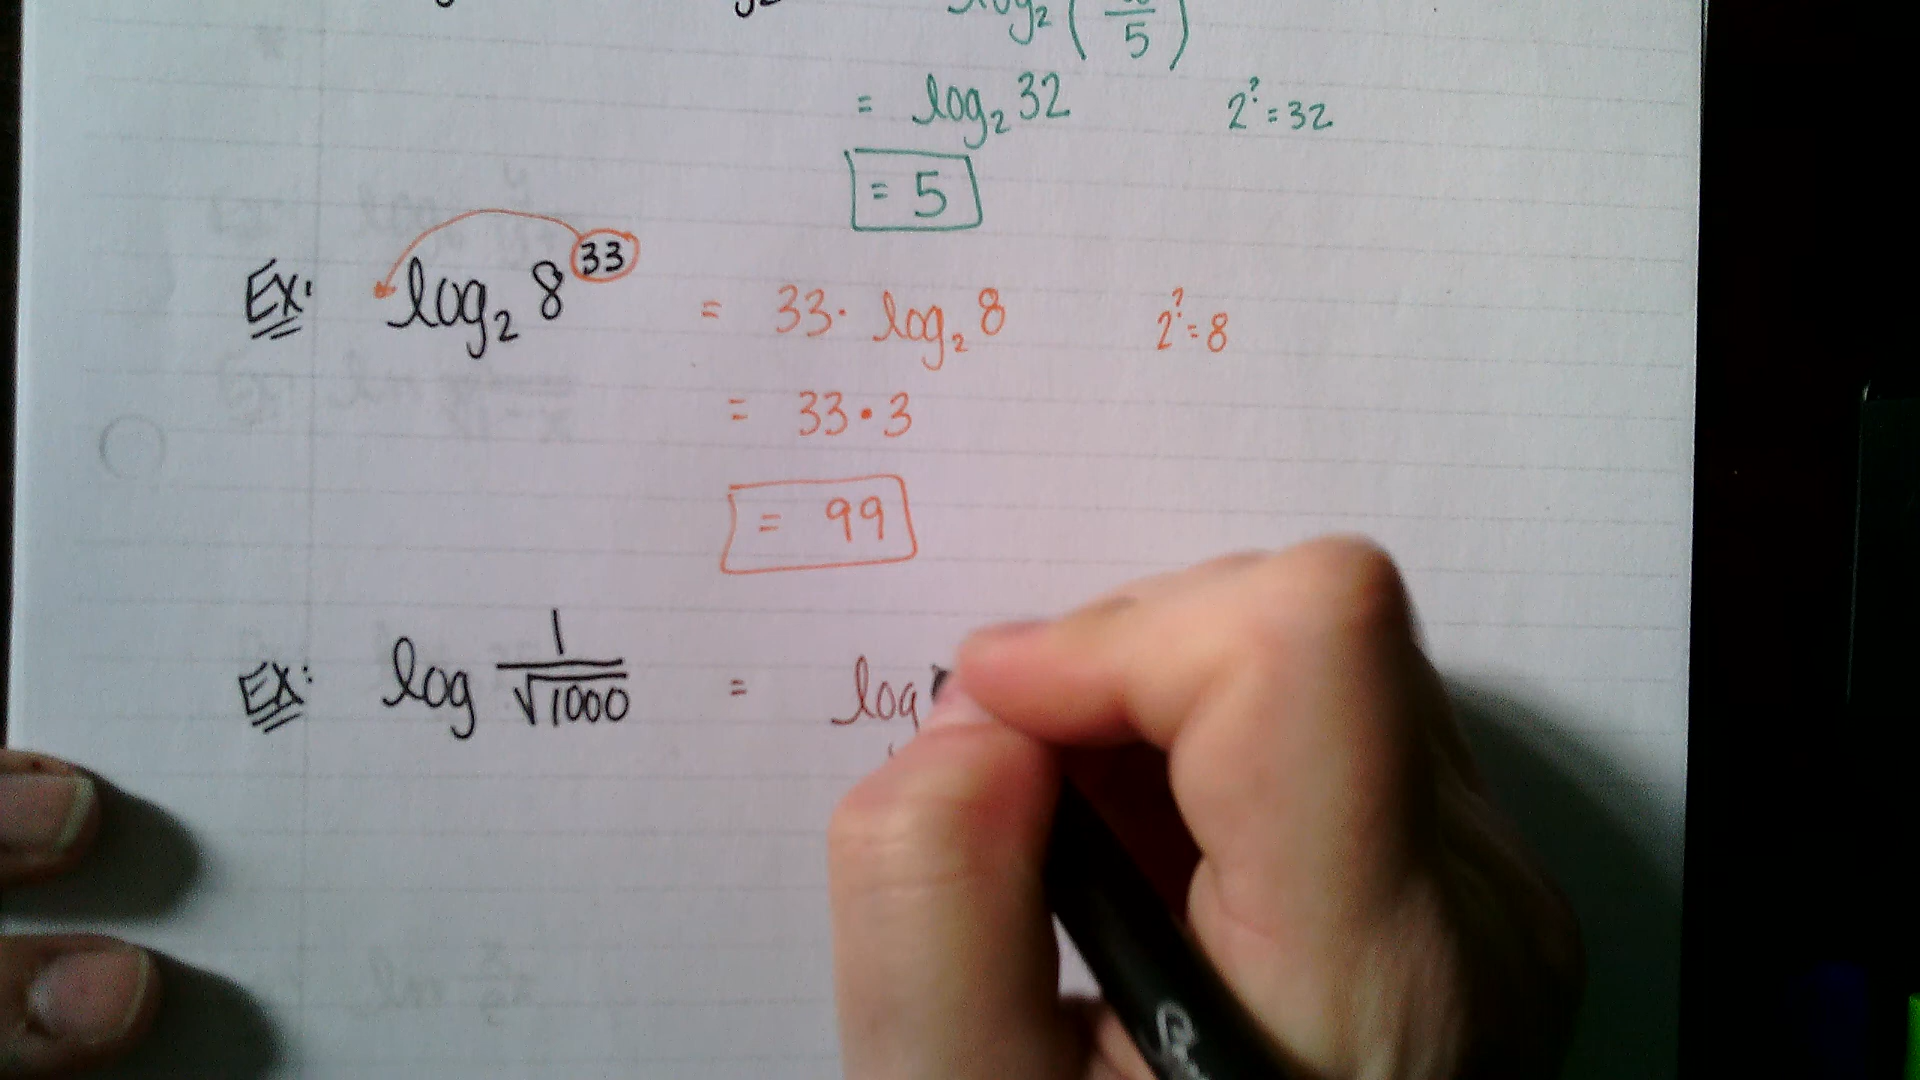 log₂ ( /5)
= log₂ 32 2^? = 32
= 5
Ex: log₂ 8^33 = 33 · log₂ 8 2^? = 8
= 33 • 3
= 99
Ex: log 1/√1000 = log